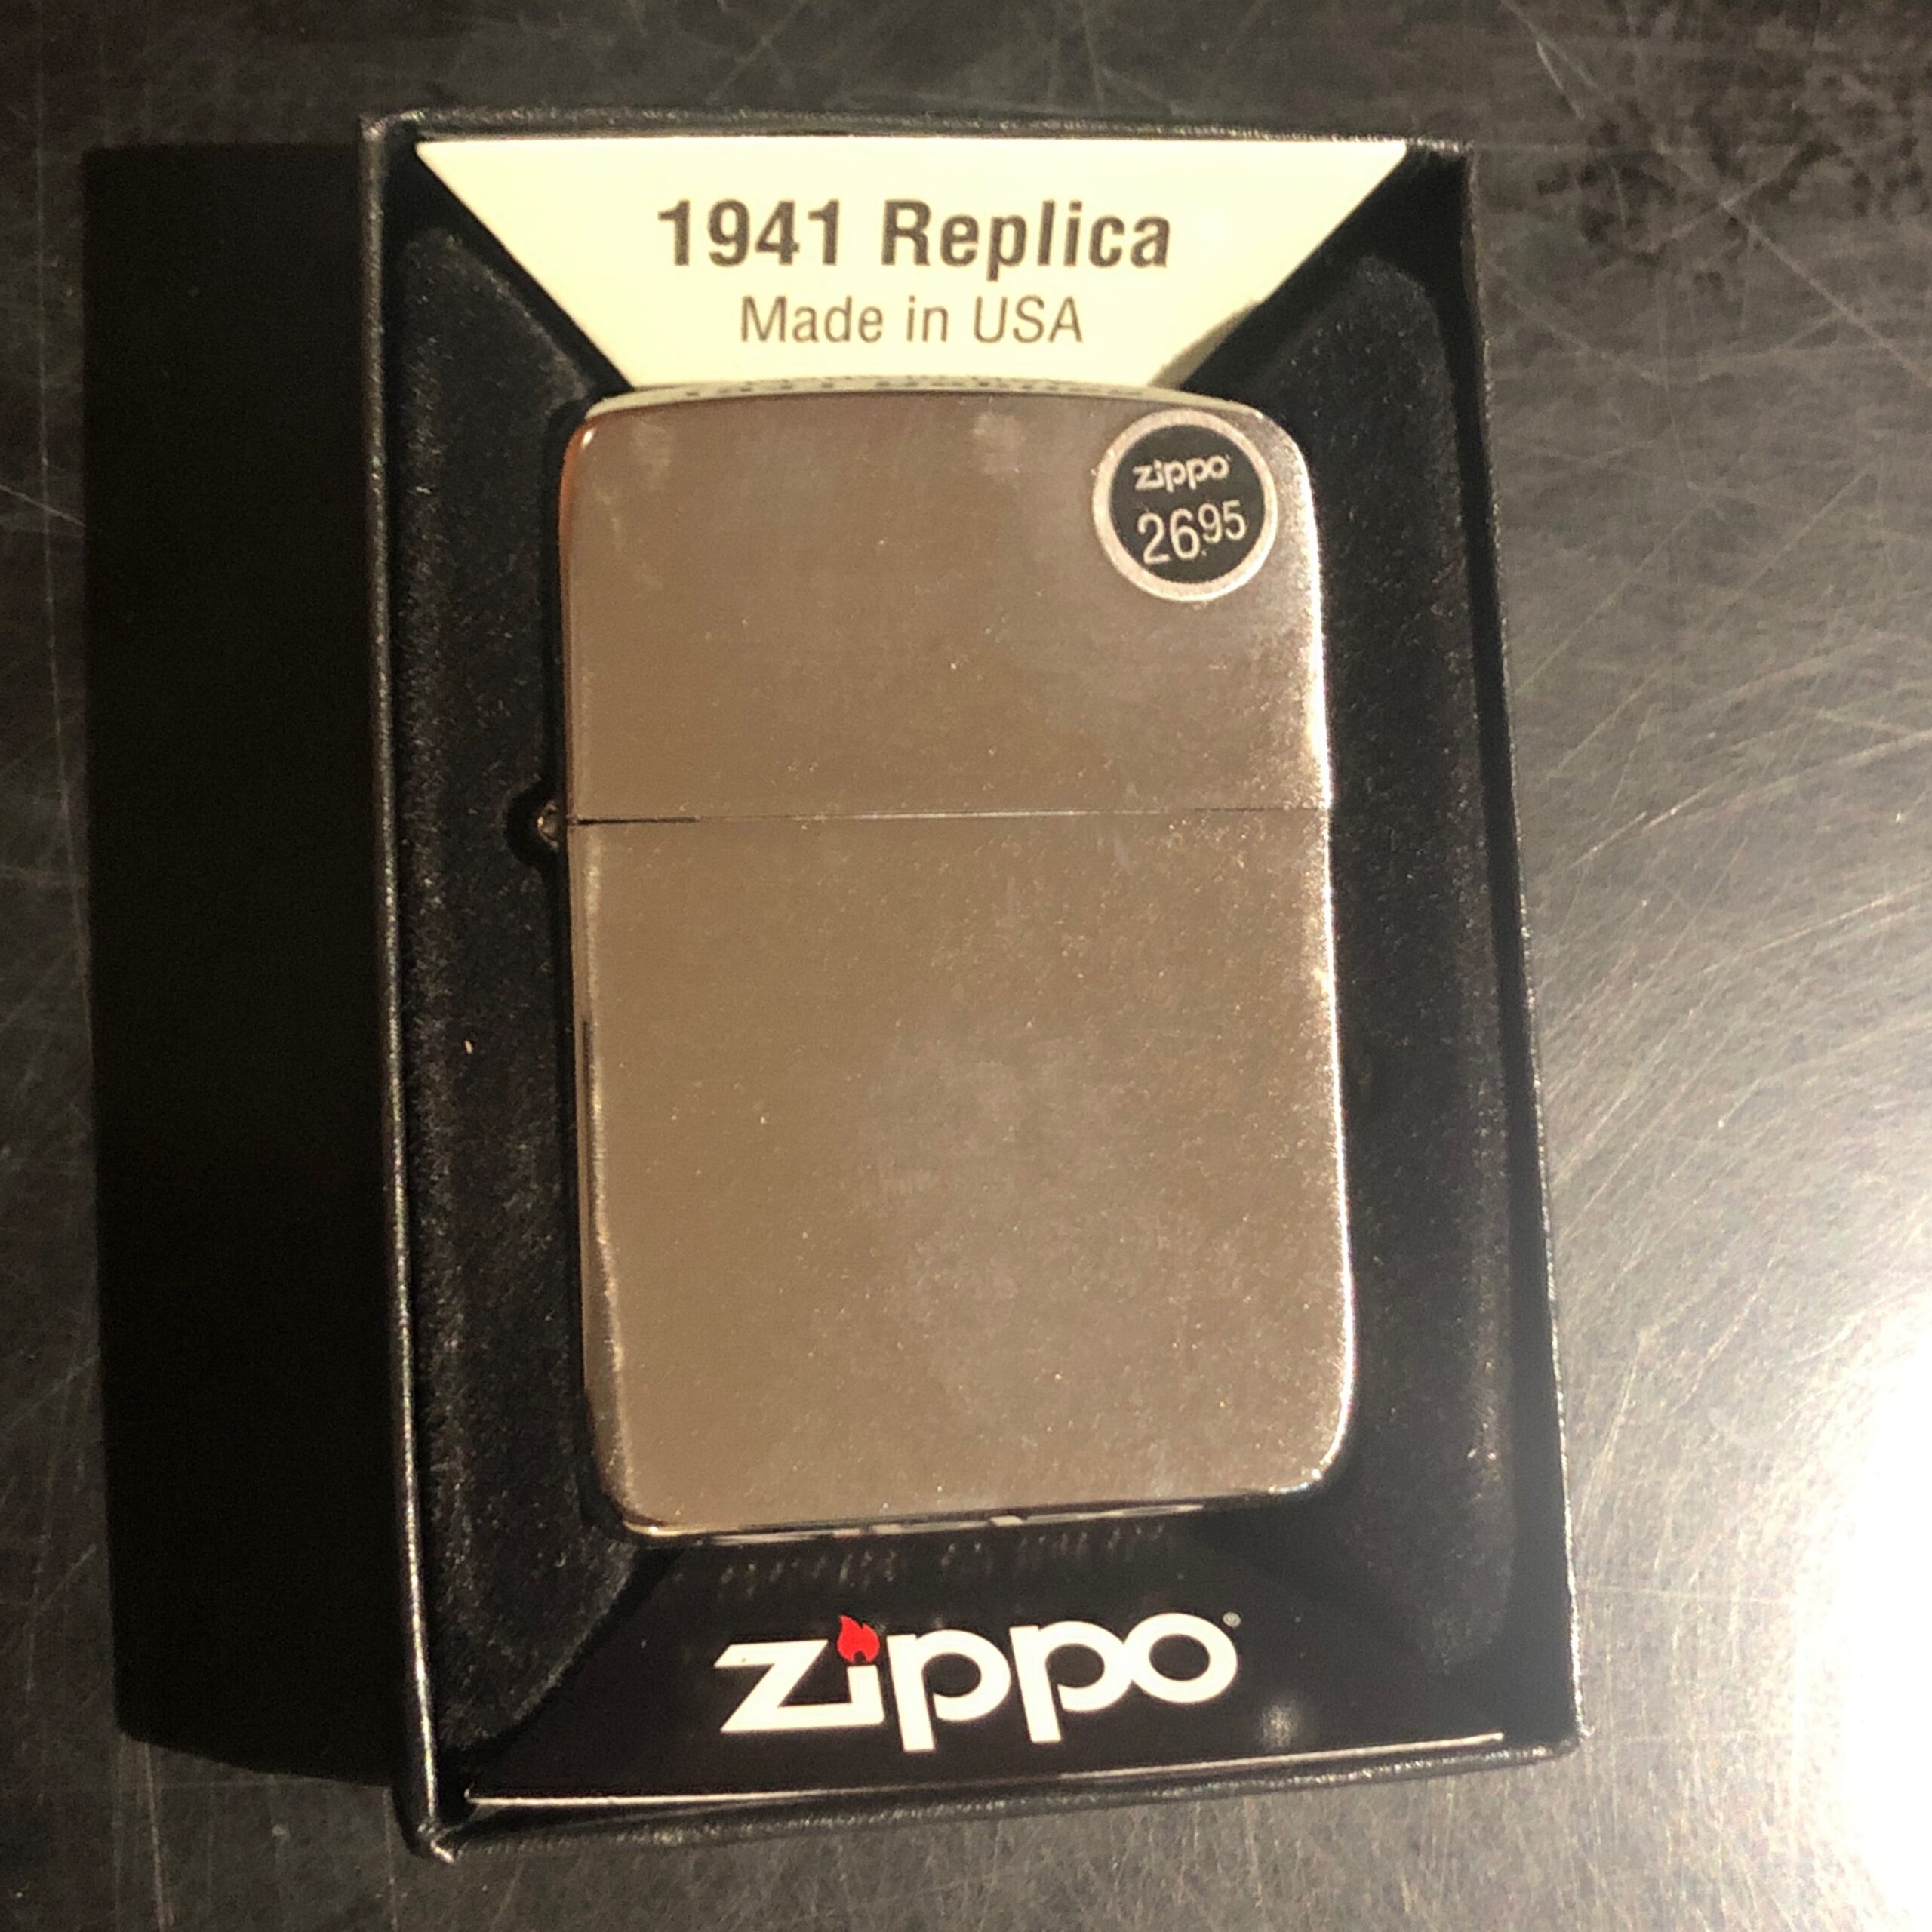 1941 Replica
Made in USA
zippo
26.95
zippo®